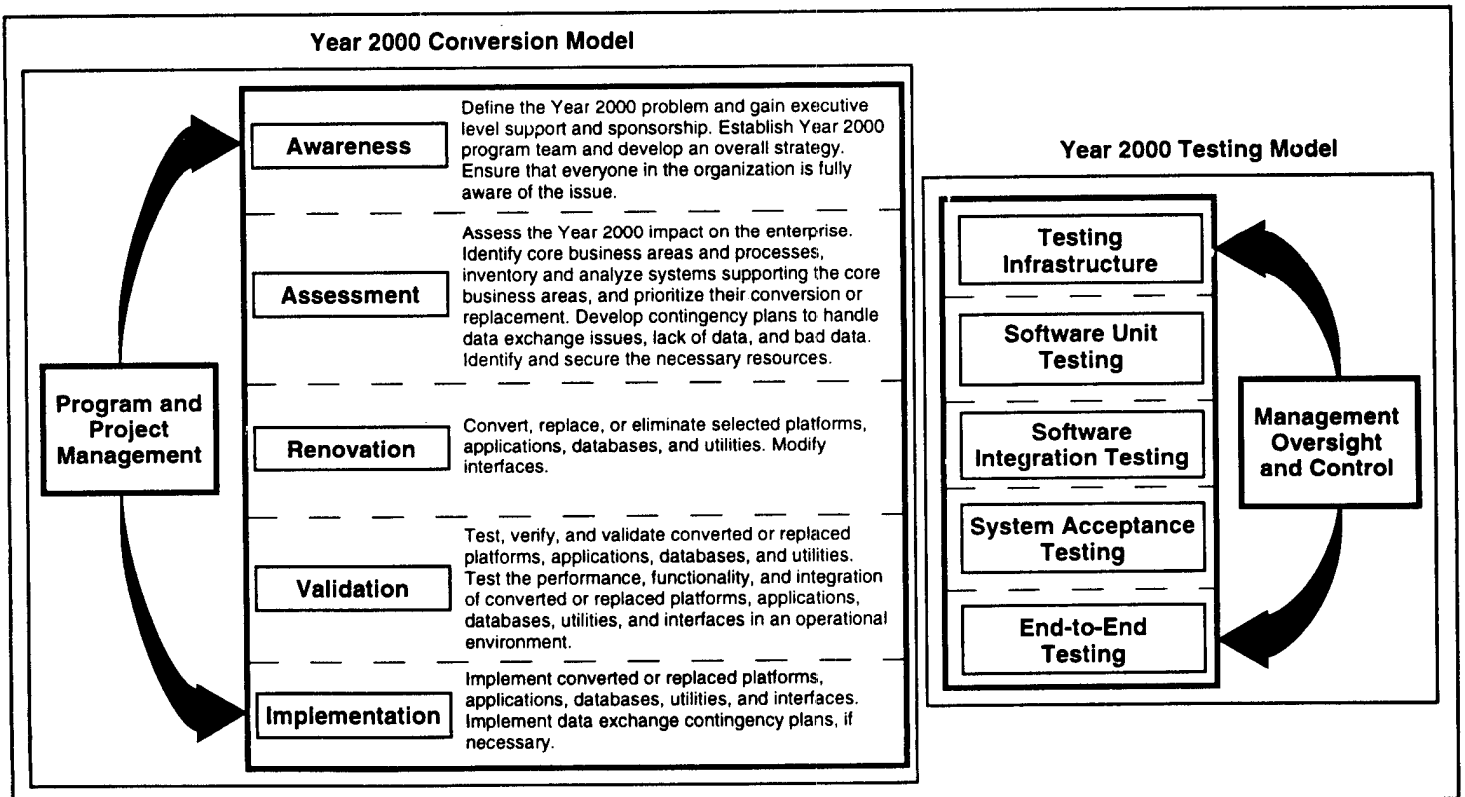 Year 2000 Conversion Model
Program and
Project
Management
Awareness
Define the Year 2000 problem and gain executive
level support and sponsorship. Establish Year 2000
program team and develop an overall strategy.
Ensure that everyone in the organization is fully
aware of the issue.
Assessment
Assess the Year 2000 impact on the enterprise.
Identify core business areas and processes,
inventory and analyze systems supporting the core
business areas, and prioritize their conversion or
replacement. Develop contingency plans to handle
data exchange issues, lack of data, and bad data.
Identify and secure the necessary resources.
Renovation
Convert, replace, or eliminate selected platforms,
applications, databases, and utilities. Modify
interfaces.
Validation
Test, verify, and validate converted or replaced
platforms, applications, databases, and utilities.
Test the performance, functionality, and integration
of converted or replaced platforms, applications,
databases, utilities, and interfaces in an operational
environment.
Implementation
Implement converted or replaced platforms,
applications, databases, utilities, and interfaces.
Implement data exchange contingency plans, if
necessary.
Year 2000 Testing Model
Testing
Infrastructure
Software Unit
Testing
Software
Integration Testing
System Acceptance
Testing
End-to-End
Testing
Management
Oversight
and Control